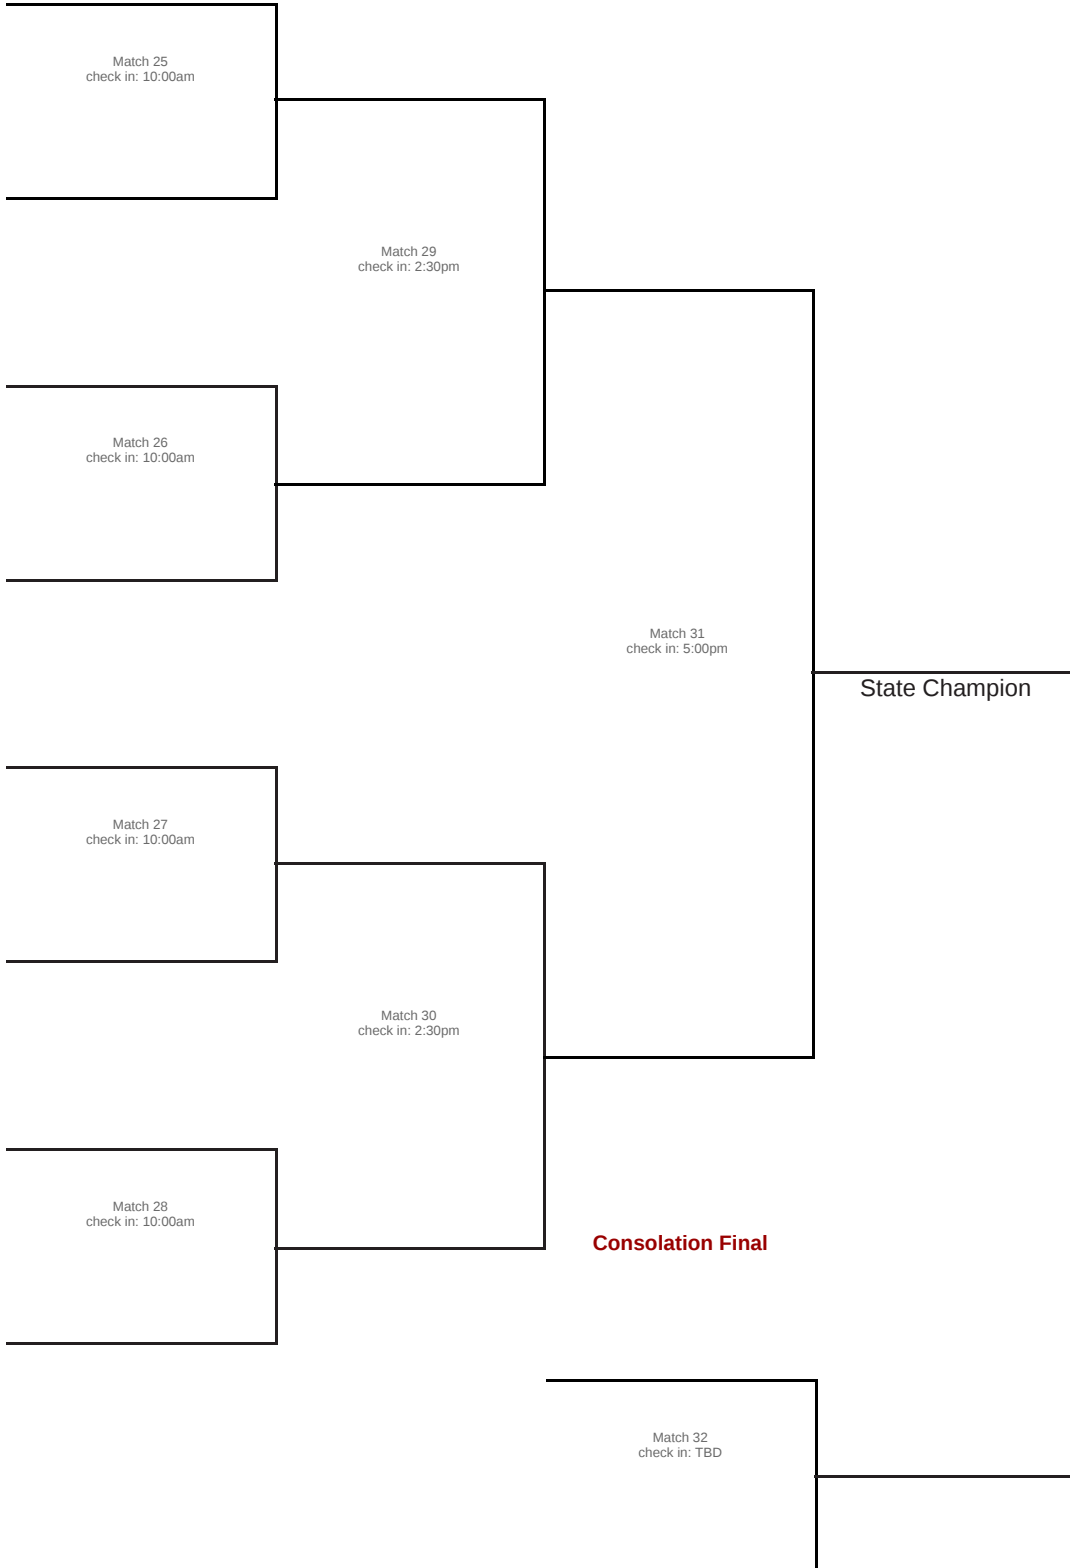 Match 25
check in: 10:00am
Match 29
check in: 2:30pm
Match 26
check in: 10:00am
Match 31
check in: 5:00pm
State Champion
Match 27
check in: 10:00am
Match 30
check in: 2:30pm
Match 28
check in: 10:00am
Consolation Final
Match 32
check in: TBD